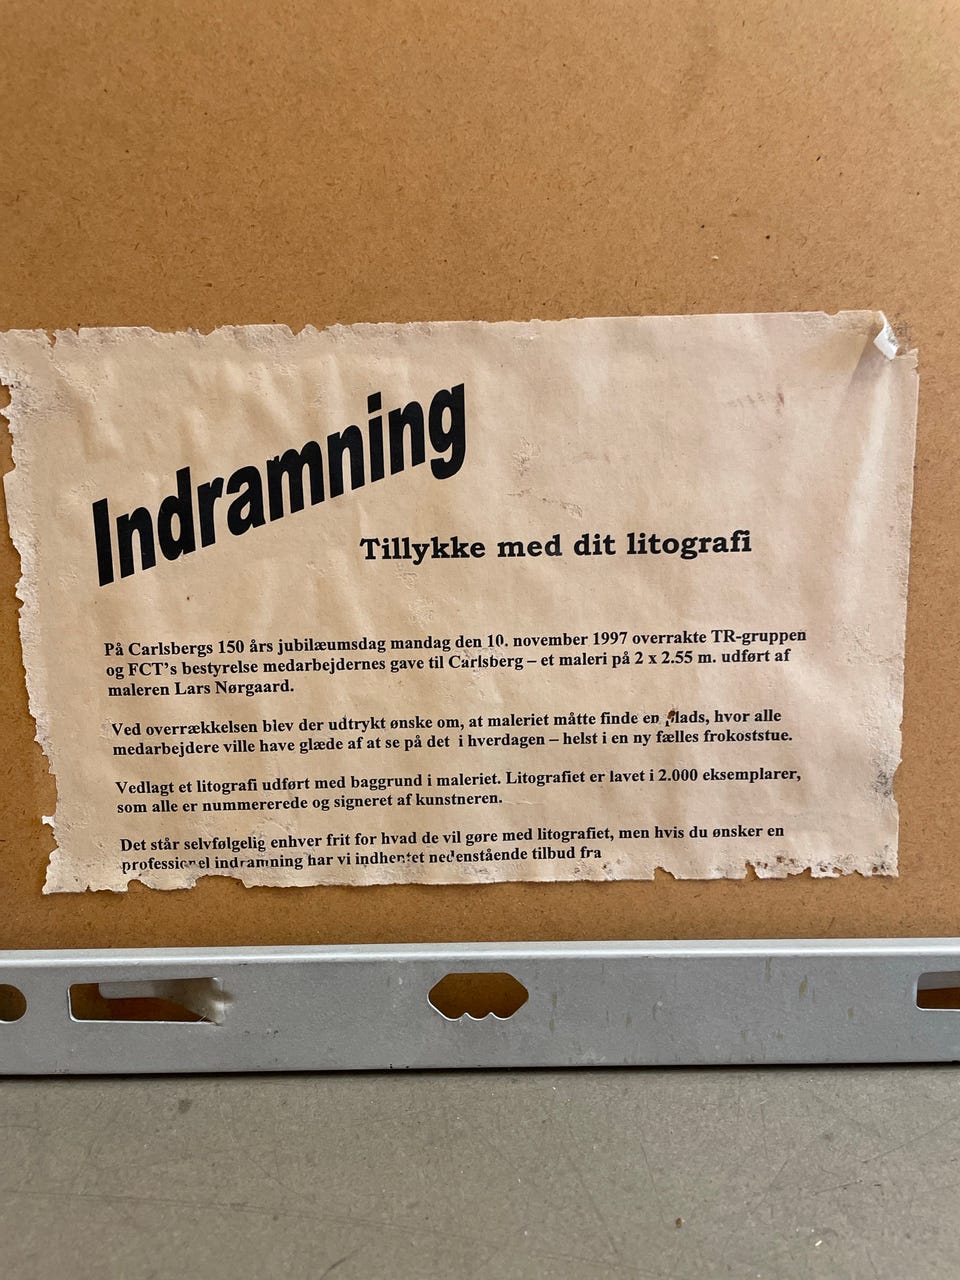 Indramning
Tillykke med dit litografi
På Carlsbergs 150 års jubilæumsdag mandag den 10. november 1997 overrakte TR-gruppen
og FCT's bestyrelse medarbejdernes gave til Carlsberg – et maleri på 2 x 2.55 m. udført af
maleren Lars Nørgaard.
Ved overrækkelsen blev der udtrykt ønske om, at maleriet måtte finde en plads, hvor alle
medarbejdere ville have glæde af at se på det i hverdagen – helst i en ny fælles frokoststue.
Vedlagt et litografi udført med baggrund i maleriet. Litografiet er lavet i 2.000 eksemplarer,
som alle er nummererede og signeret af kunstneren.
Det står selvfølgelig enhver frit for hvad de vil gøre med litografiet, men hvis du ønsker en
professionel indramning har vi indhentet nedenstående tilbud fra